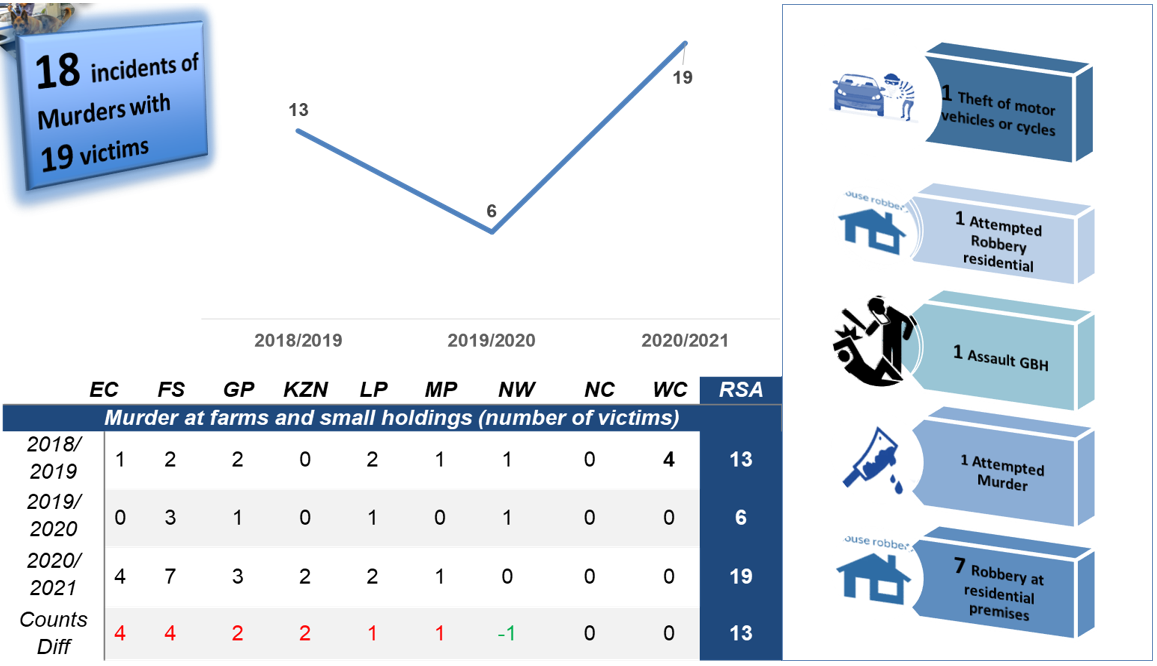 18 incidents of
Murders with
19 victims
13
6
19
2018/2019 2019/2020 2020/2021
EC FS GP KZN LP MP NW NC WC RSA
Murder at farms and small holdings (number of victims)
2018/
2019
1 2 2 0 2 1 1 0 4 13
2019/
2020
0 3 1 0 1 0 1 0 0 6
2020/
2021
4 7 3 2 2 1 0 0 0 19
Counts
Diff
4 4 2 2 1 1 -1 0 0 13
1 Theft of motor
vehicles or cycles
ouse robber
1 Attempted
Robbery
residential
1 Assault GBH
1 Attempted
Murder
ouse robber
7 Robbery at
residential
premises